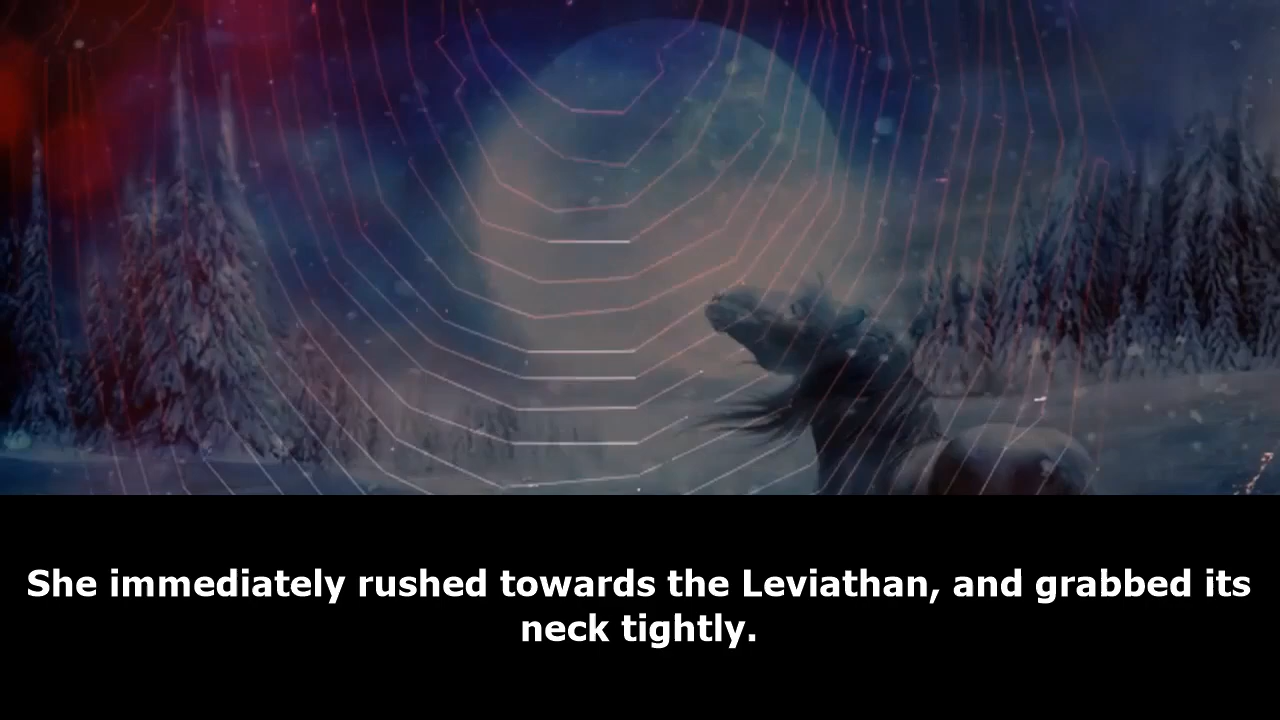 She immediately rushed towards the Leviathan, and grabbed its
neck tightly.